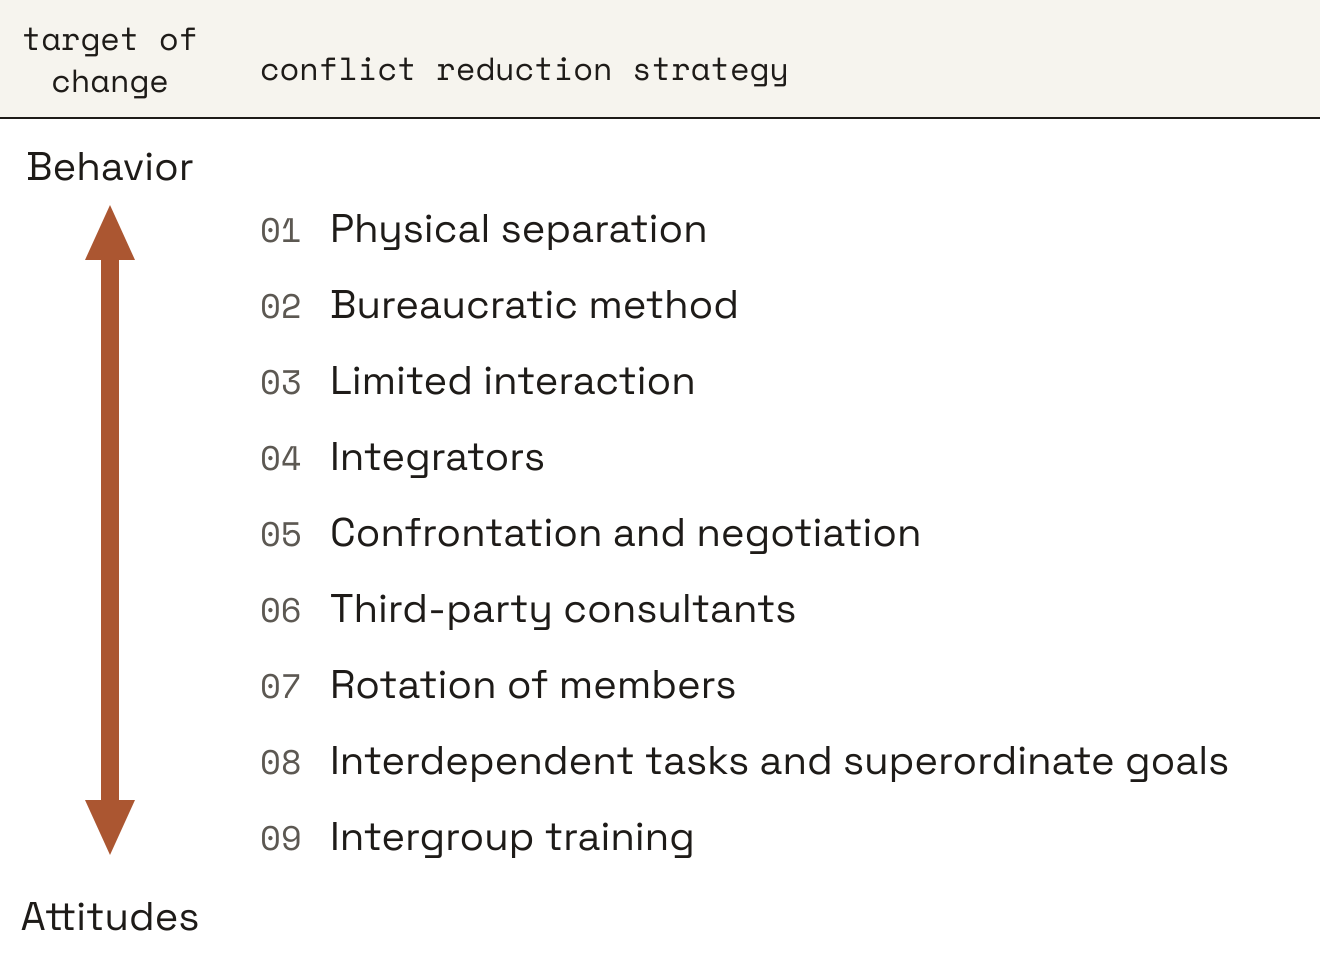 target of
change
conflict reduction strategy
Behavior
01 Physical separation
02 Bureaucratic method
03 Limited interaction
04 Integrators
05 Confrontation and negotiation
06 Third-party consultants
07 Rotation of members
08 Interdependent tasks and superordinate goals
09 Intergroup training
Attitudes